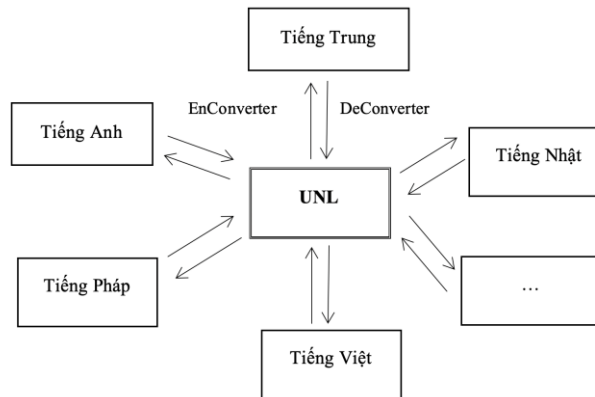 Tiếng Trung
EnConverter
DeConverter
Tiếng Anh
Tiếng Nhật
UNL
Tiếng Pháp
...
Tiếng Việt